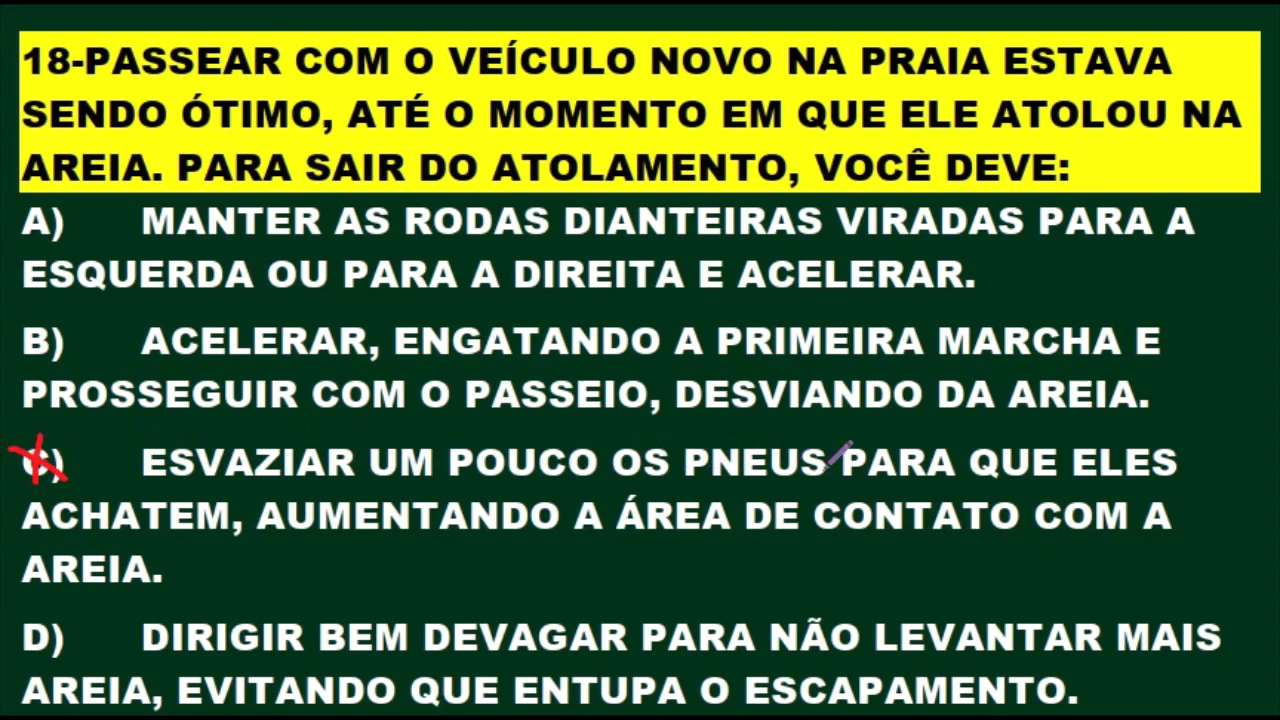 18-PASSEAR COM O VEÍCULO NOVO NA PRAIA ESTAVA
SENDO ÓTIMO, ATÉ O MOMENTO EM QUE ELE ATOLOU NA
AREIA. PARA SAIR DO ATOLAMENTO, VOCÊ DEVE:
A) MANTER AS RODAS DIANTEIRAS VIRADAS PARA A
ESQUERDA OU PARA A DIREITA E ACELERAR.
B) ACELERAR, ENGATANDO A PRIMEIRA MARCHA E
PROSSEGUIR COM O PASSEIO, DESVIANDO DA AREIA.
C) ESVAZIAR UM POUCO OS PNEUS PARA QUE ELES
ACHATEM, AUMENTANDO A ÁREA DE CONTATO COM A
AREIA.
D) DIRIGIR BEM DEVAGAR PARA NÃO LEVANTAR MAIS
AREIA, EVITANDO QUE ENTUPA O ESCAPAMENTO.